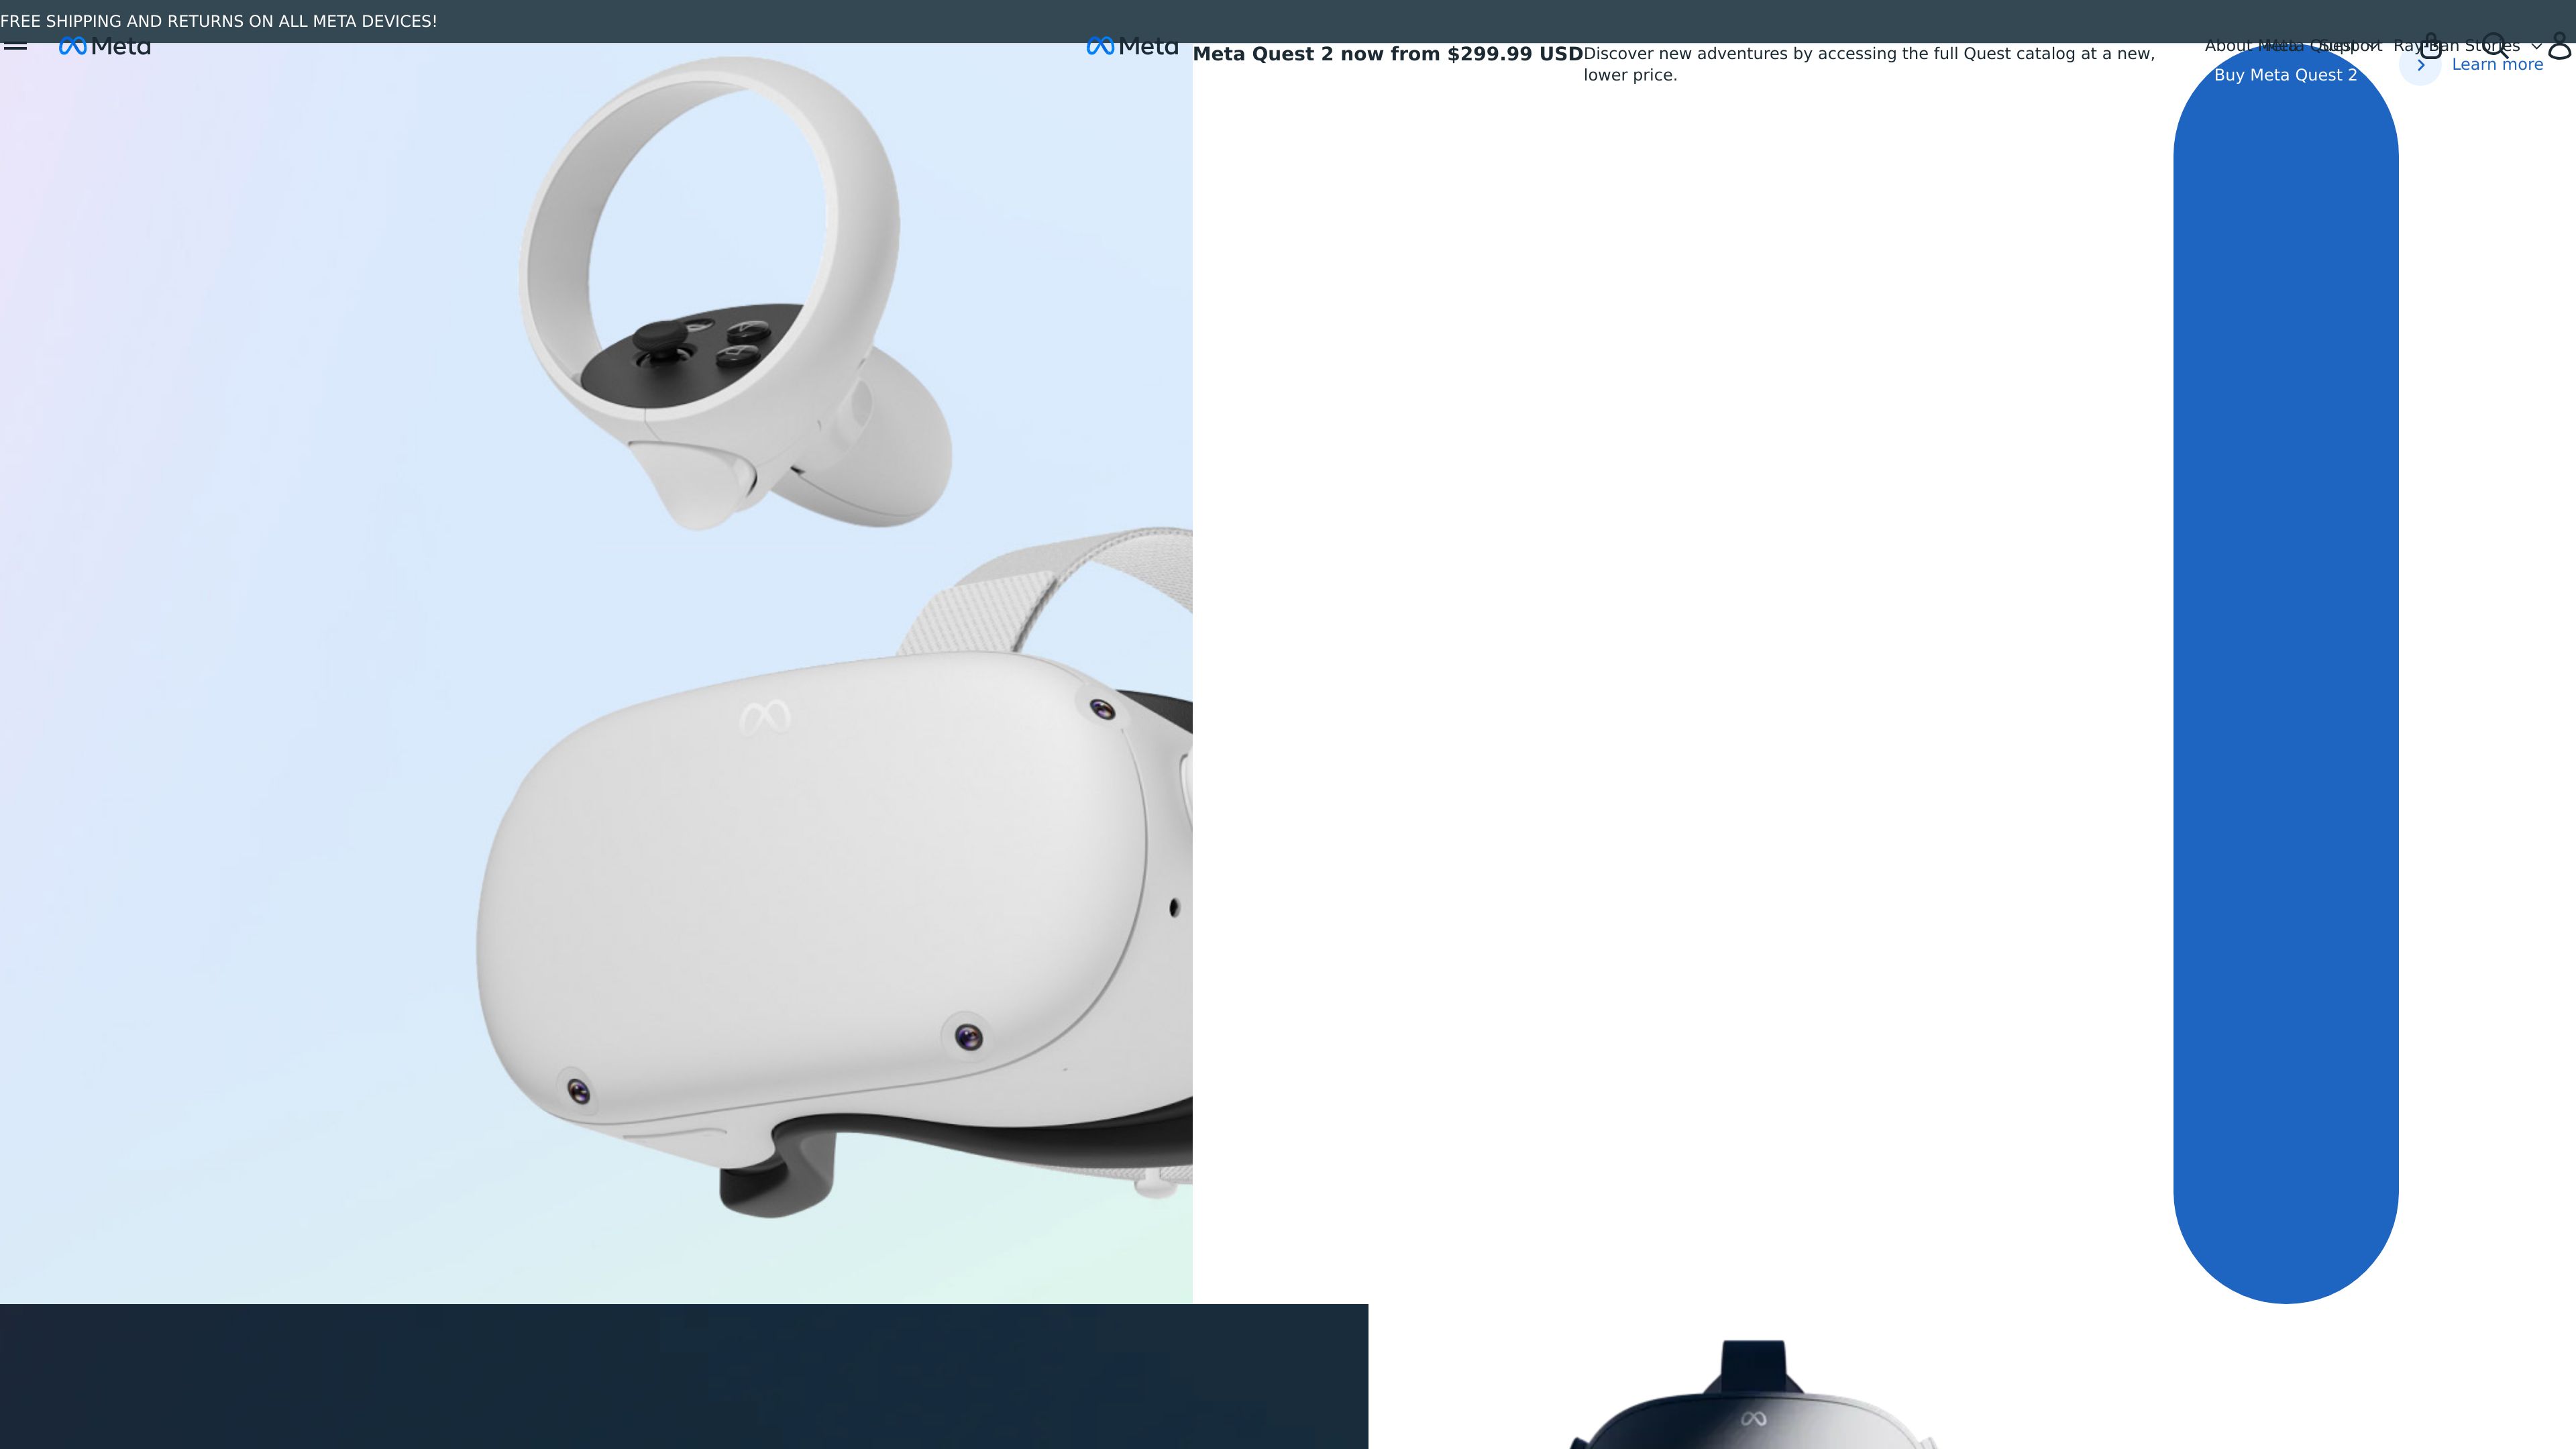 FREE SHIPPING AND RETURNS ON ALL META DEVICES!
Meta
Meta
About Meta
Meta Quest
Support
Ray-Ban Stories
Meta Quest 2 now from $299.99 USD
Discover new adventures by accessing the full Quest catalog at a new,
lower price.
Buy Meta Quest 2
Learn more